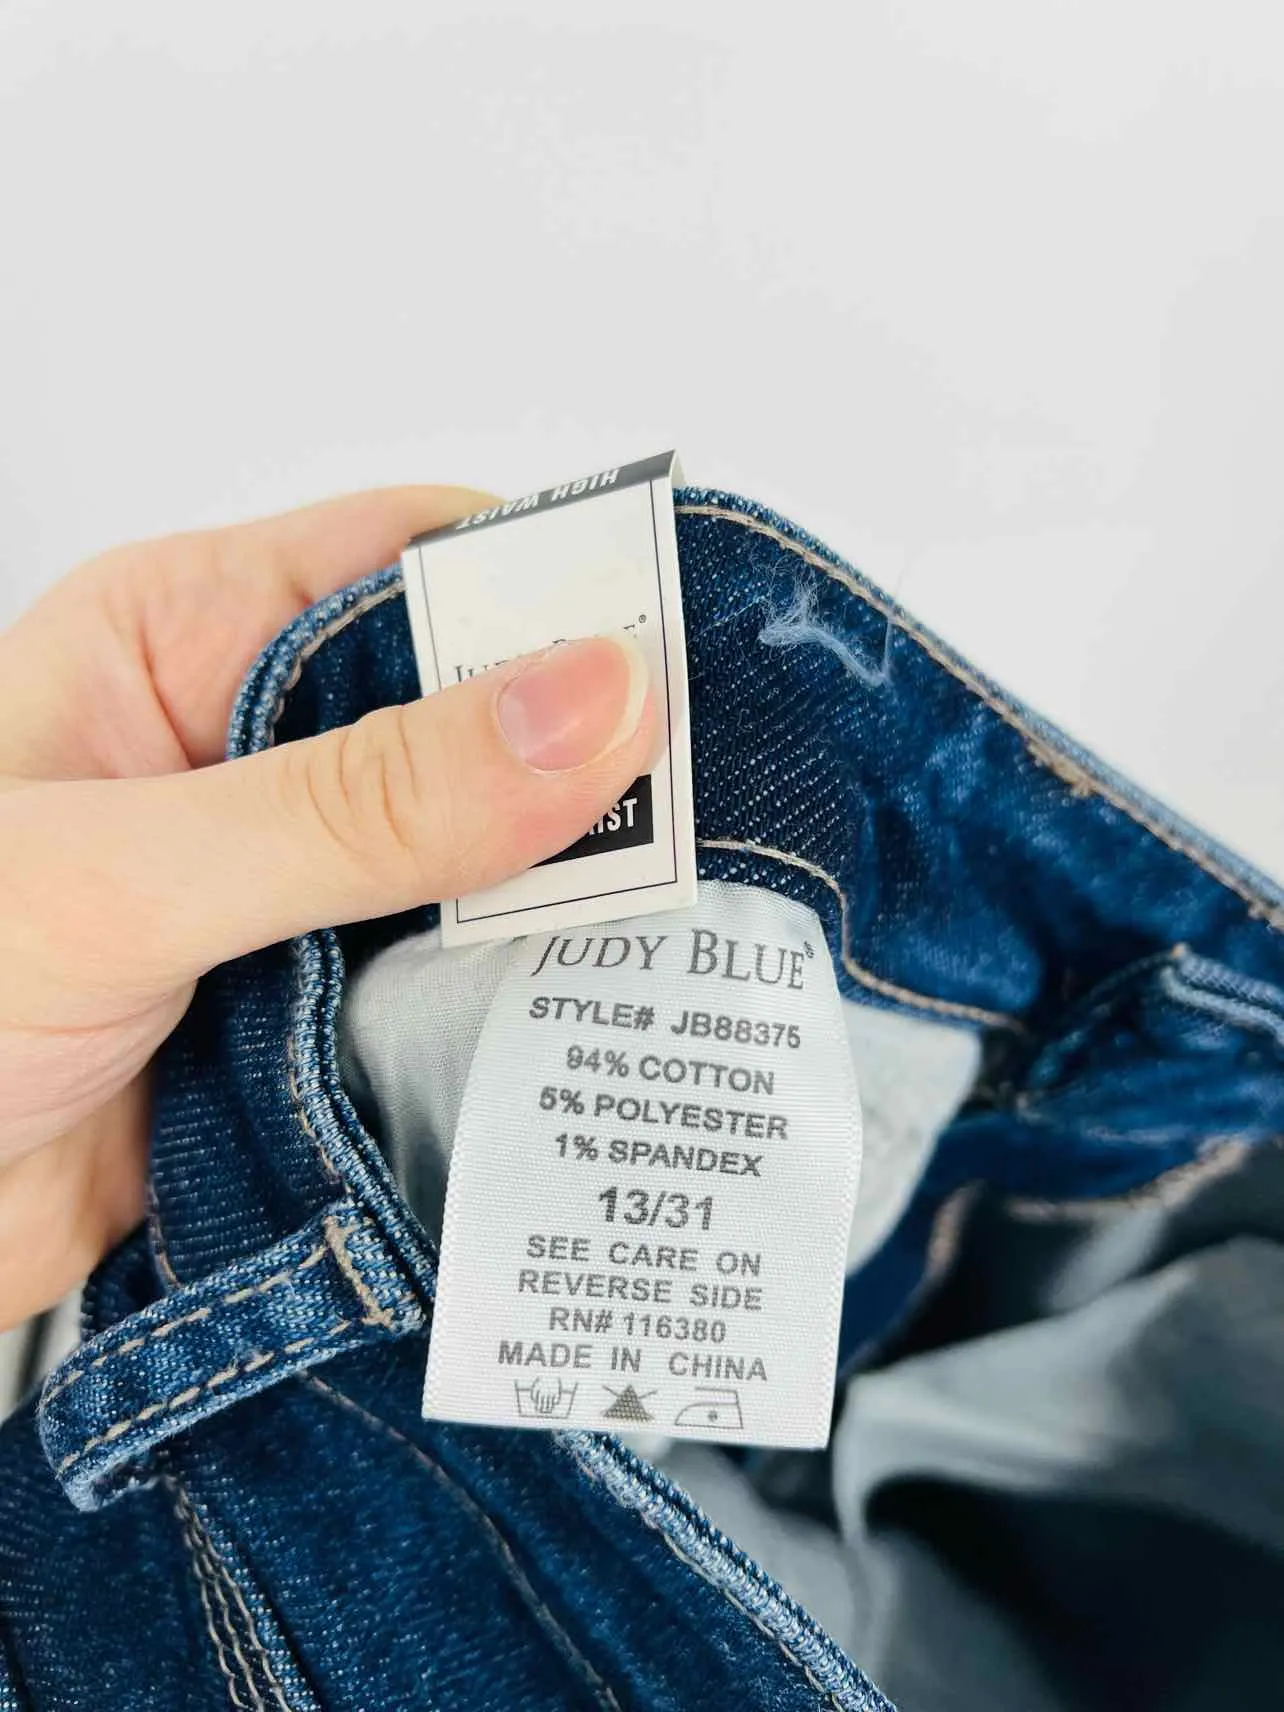 HIGH WAIST
JUDY BLUE®
STYLE# JB88375
94% COTTON
5% POLYESTER
1% SPANDEX
13/31
SEE CARE ON
REVERSE SIDE
RN# 116380
MADE IN CHINA